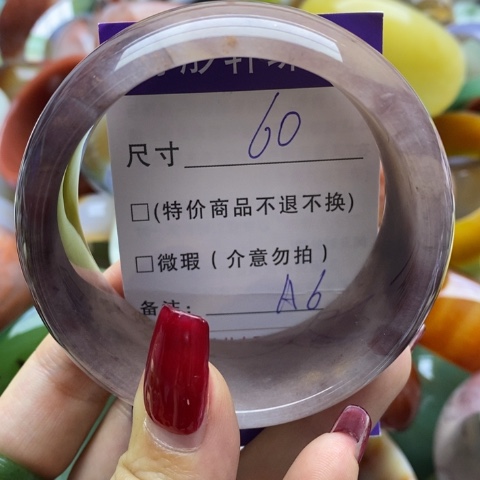 尺寸 60
□(特价商品不退不换)
□微瑕(介意勿拍)
备注: A6